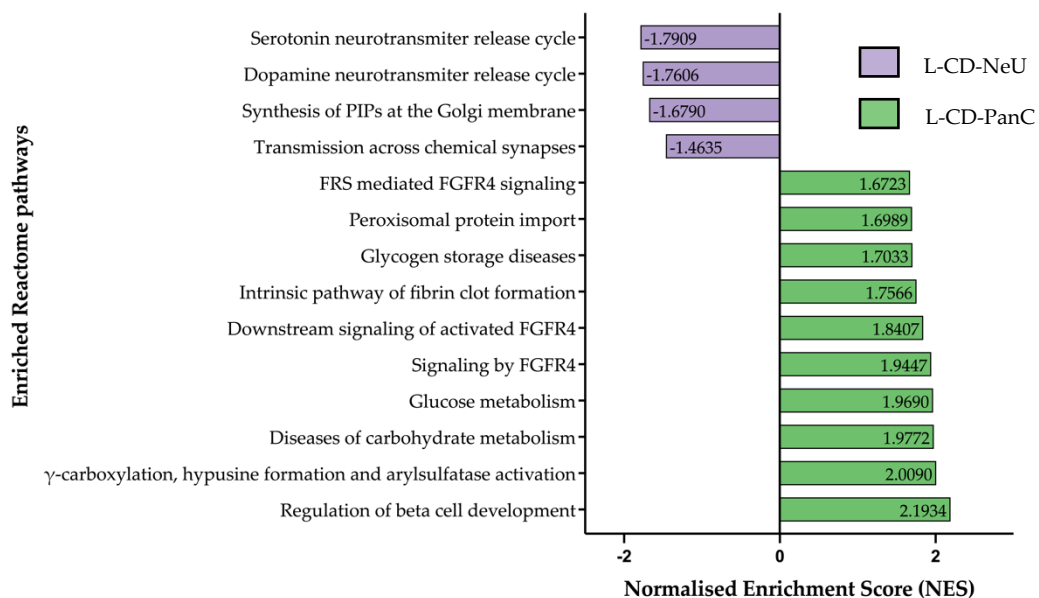 Enriched Reactome pathways
Serotonin neurotransmiter release cycle
-1.7909
Dopamine neurotransmiter release cycle
-1.7606
Synthesis of PIPs at the Golgi membrane
-1.6790
Transmission across chemical synapses
-1.4635
FRS mediated FGFR4 signaling
1.6723
Peroxisomal protein import
1.6989
Glycogen storage diseases
1.7033
Intrinsic pathway of fibrin clot formation
1.7566
Downstream signaling of activated FGFR4
1.8407
Signaling by FGFR4
1.9447
Glucose metabolism
1.9690
Diseases of carbohydrate metabolism
1.9772
γ-carboxylation, hypusine formation and arylsulfatase activation
2.0090
Regulation of beta cell development
2.1934
L-CD-NeU
L-CD-PanC
-2 0 2
Normalised Enrichment Score (NES)